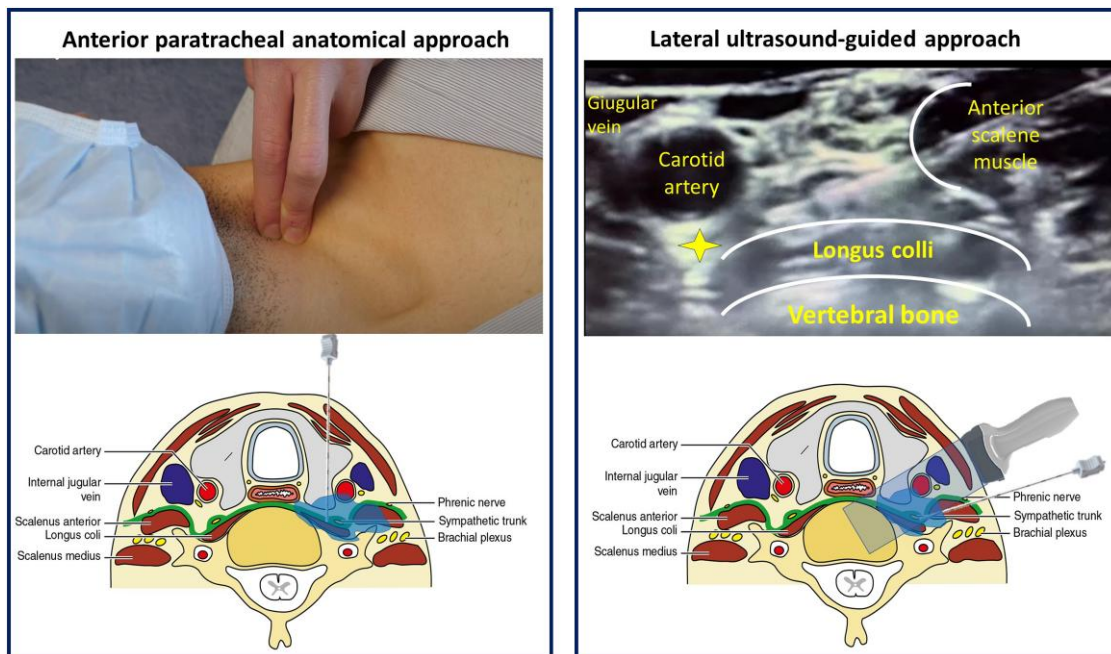 Anterior paratracheal anatomical approach
Carotid artery
Internal jugular
vein
Scalenus anterior
Longus coli
Scalenus medius
Phrenic nerve
Sympathetic trunk
Brachial plexus
Lateral ultrasound-guided approach
Giugular
vein
Carotid
artery
Anterior
scalene
muscle
Longus colli
Vertebral bone
Carotid artery
Internal jugular
vein
Scalenus anterior
Longus coli
Scalenus medius
Phrenic nerve
Sympathetic trunk
Brachial plexus